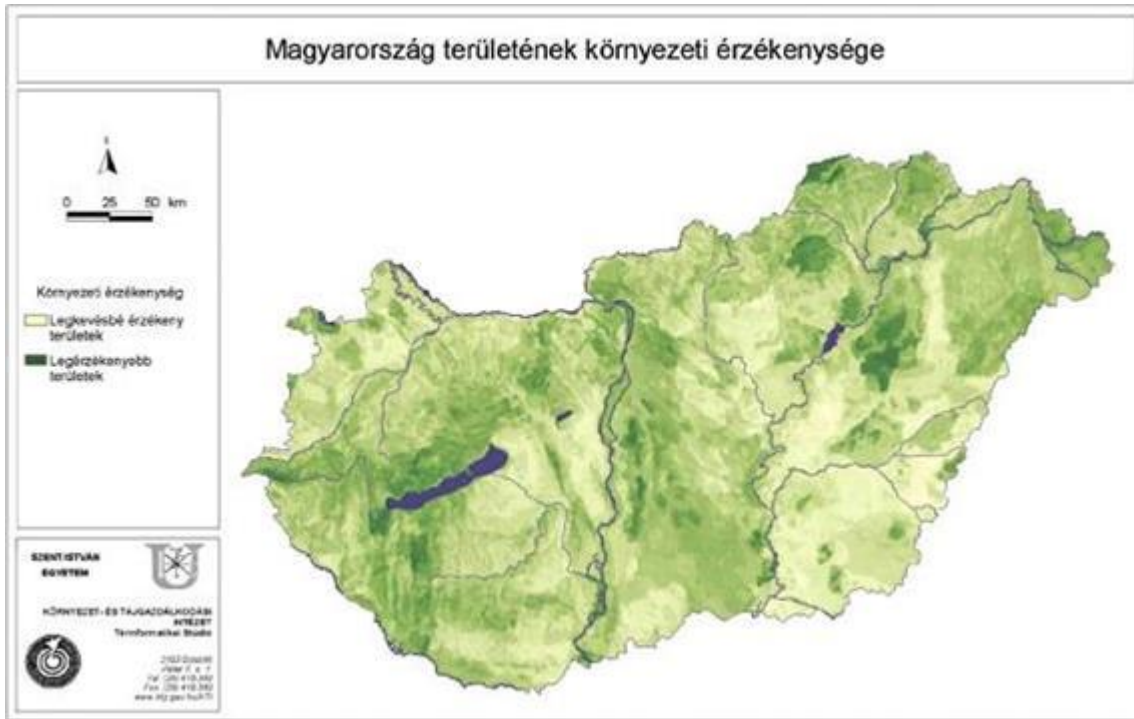 Magyarország területének környezeti érzékenysége
0 25 50 km
Környezeti érzékenység
Legkevésbé érzékeny
területek
Legérzékenyebb
területek
SZENT ISTVÁN
EGYETEM
KÖRNYEZET- ÉS TÁJGAZDÁLKODÁSI
INTÉZET
Térinformatikai Studio